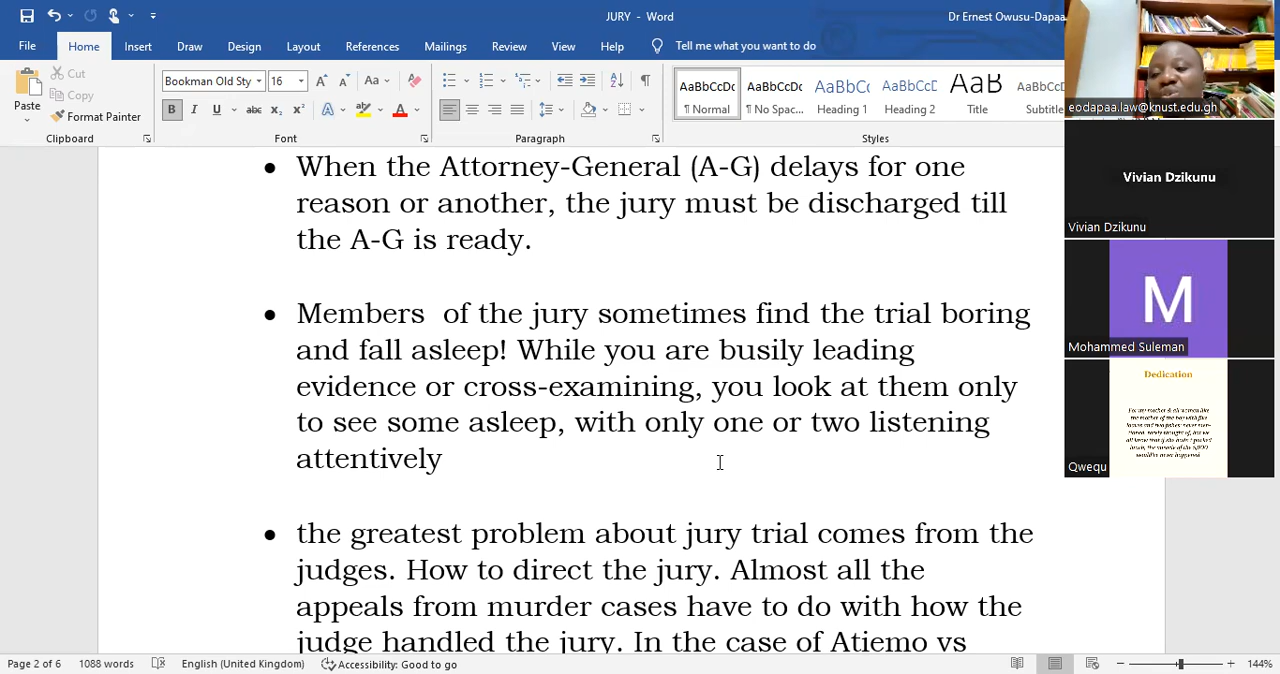 JURY - Word
Dr Ernest Owusu-Dapaa
File Home Insert Draw Design Layout References Mailings Review View Help Tell me what you want to do
Paste
Cut
Copy
Format Painter
Clipboard
Bookman Old Sty 16
Font
Paragraph
AaBbCcDc AaBbCcDc AaBbCc AaBbCcD AaB AaBbCcD
¶ Normal ¶ No Spac... Heading 1 Heading 2 Title Subtitle
Styles
eodapaa.law@knust.edu.gh
Vivian Dzikunu
Vivian Dzikunu
M
Mohammed Suleman
Dedication
Qwequ
• When the Attorney-General (A-G) delays for one
reason or another, the jury must be discharged till
the A-G is ready.
• Members  of the jury sometimes find the trial boring
and fall asleep! While you are busily leading
evidence or cross-examining, you look at them only
to see some asleep, with only one or two listening
attentively
• the greatest problem about jury trial comes from the
judges. How to direct the jury. Almost all the
appeals from murder cases have to do with how the
judge handled the jury. In the case of Atiemo vs
Page 2 of 6 1088 words English (United Kingdom) Accessibility: Good to go 144%